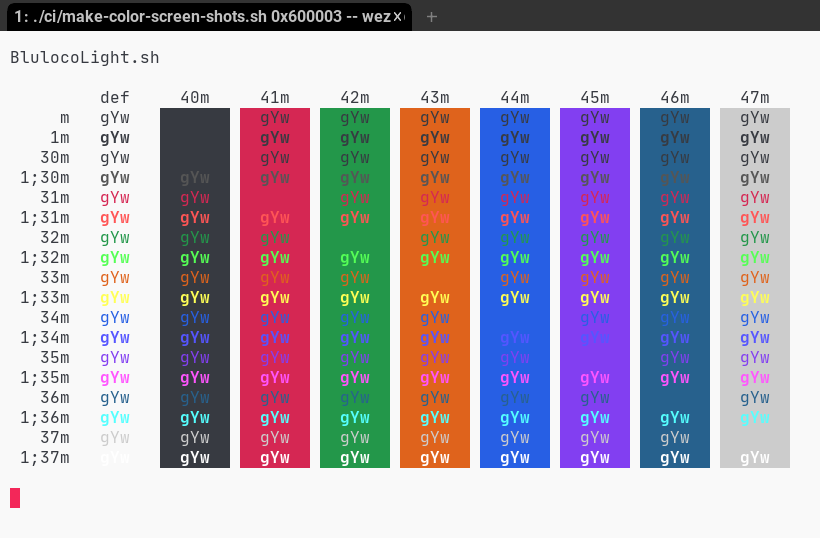 1: ./ci/make-color-screen-shots.sh 0x600003 -- wez
BlulocoLight.sh
def 40m 41m 42m 43m 44m 45m 46m 47m
m gYw gYw gYw gYw gYw gYw gYw gYw
1m gYw gYw gYw gYw gYw gYw gYw gYw
30m gYw gYw gYw gYw gYw gYw gYw gYw
1;30m gYw gYw gYw gYw gYw gYw gYw gYw gYw
31m gYw gYw gYw gYw gYw gYw gYw gYw
1;31m gYw gYw gYw gYw gYw gYw gYw gYw gYw
32m gYw gYw gYw gYw gYw gYw gYw gYw
1;32m gYw gYw gYw gYw gYw gYw gYw gYw gYw
33m gYw gYw gYw gYw gYw gYw gYw gYw
1;33m gYw gYw gYw gYw gYw gYw gYw gYw gYw
34m gYw gYw gYw gYw gYw gYw gYw gYw
1;34m gYw gYw gYw gYw gYw gYw gYw gYw gYw
35m gYw gYw gYw gYw gYw gYw gYw gYw
1;35m gYw gYw gYw gYw gYw gYw gYw gYw gYw
36m gYw gYw gYw gYw gYw gYw gYw gYw
1;36m gYw gYw gYw gYw gYw gYw gYw gYw gYw
37m gYw gYw gYw gYw gYw gYw gYw gYw
1;37m gYw gYw gYw gYw gYw gYw gYw gYw gYw